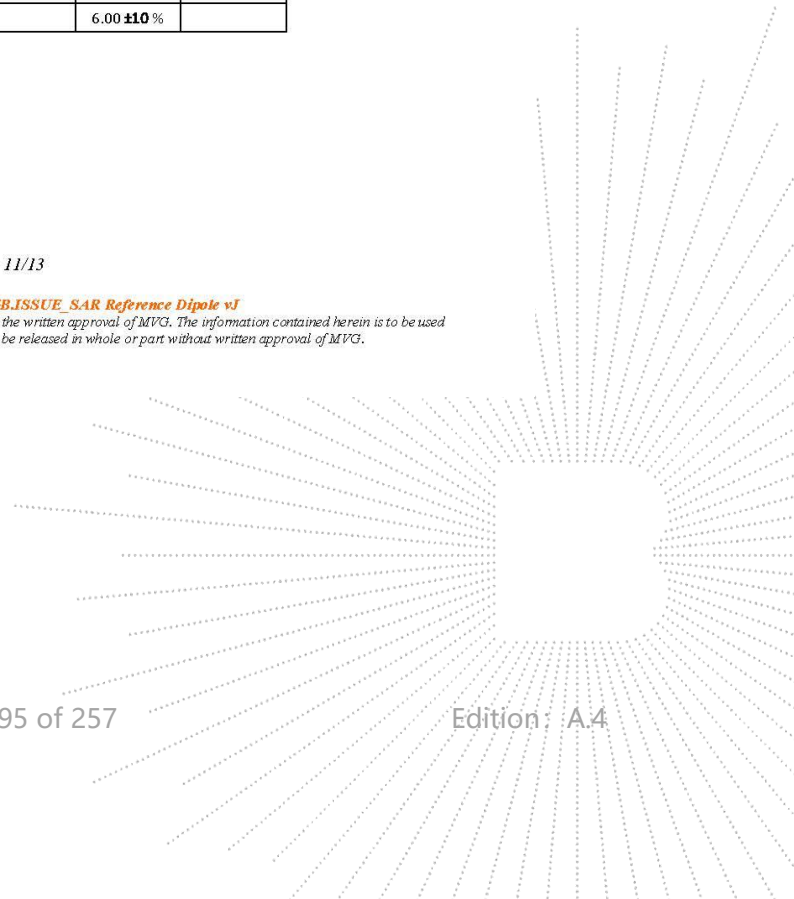 6.00 ±10 %
11/13
B.ISSUE_SAR Reference Dipole vJ
the written approval of MVG. The information contained herein is to be used
be released in whole or part without written approval of MVG.
95 of 257
Edition: A.4